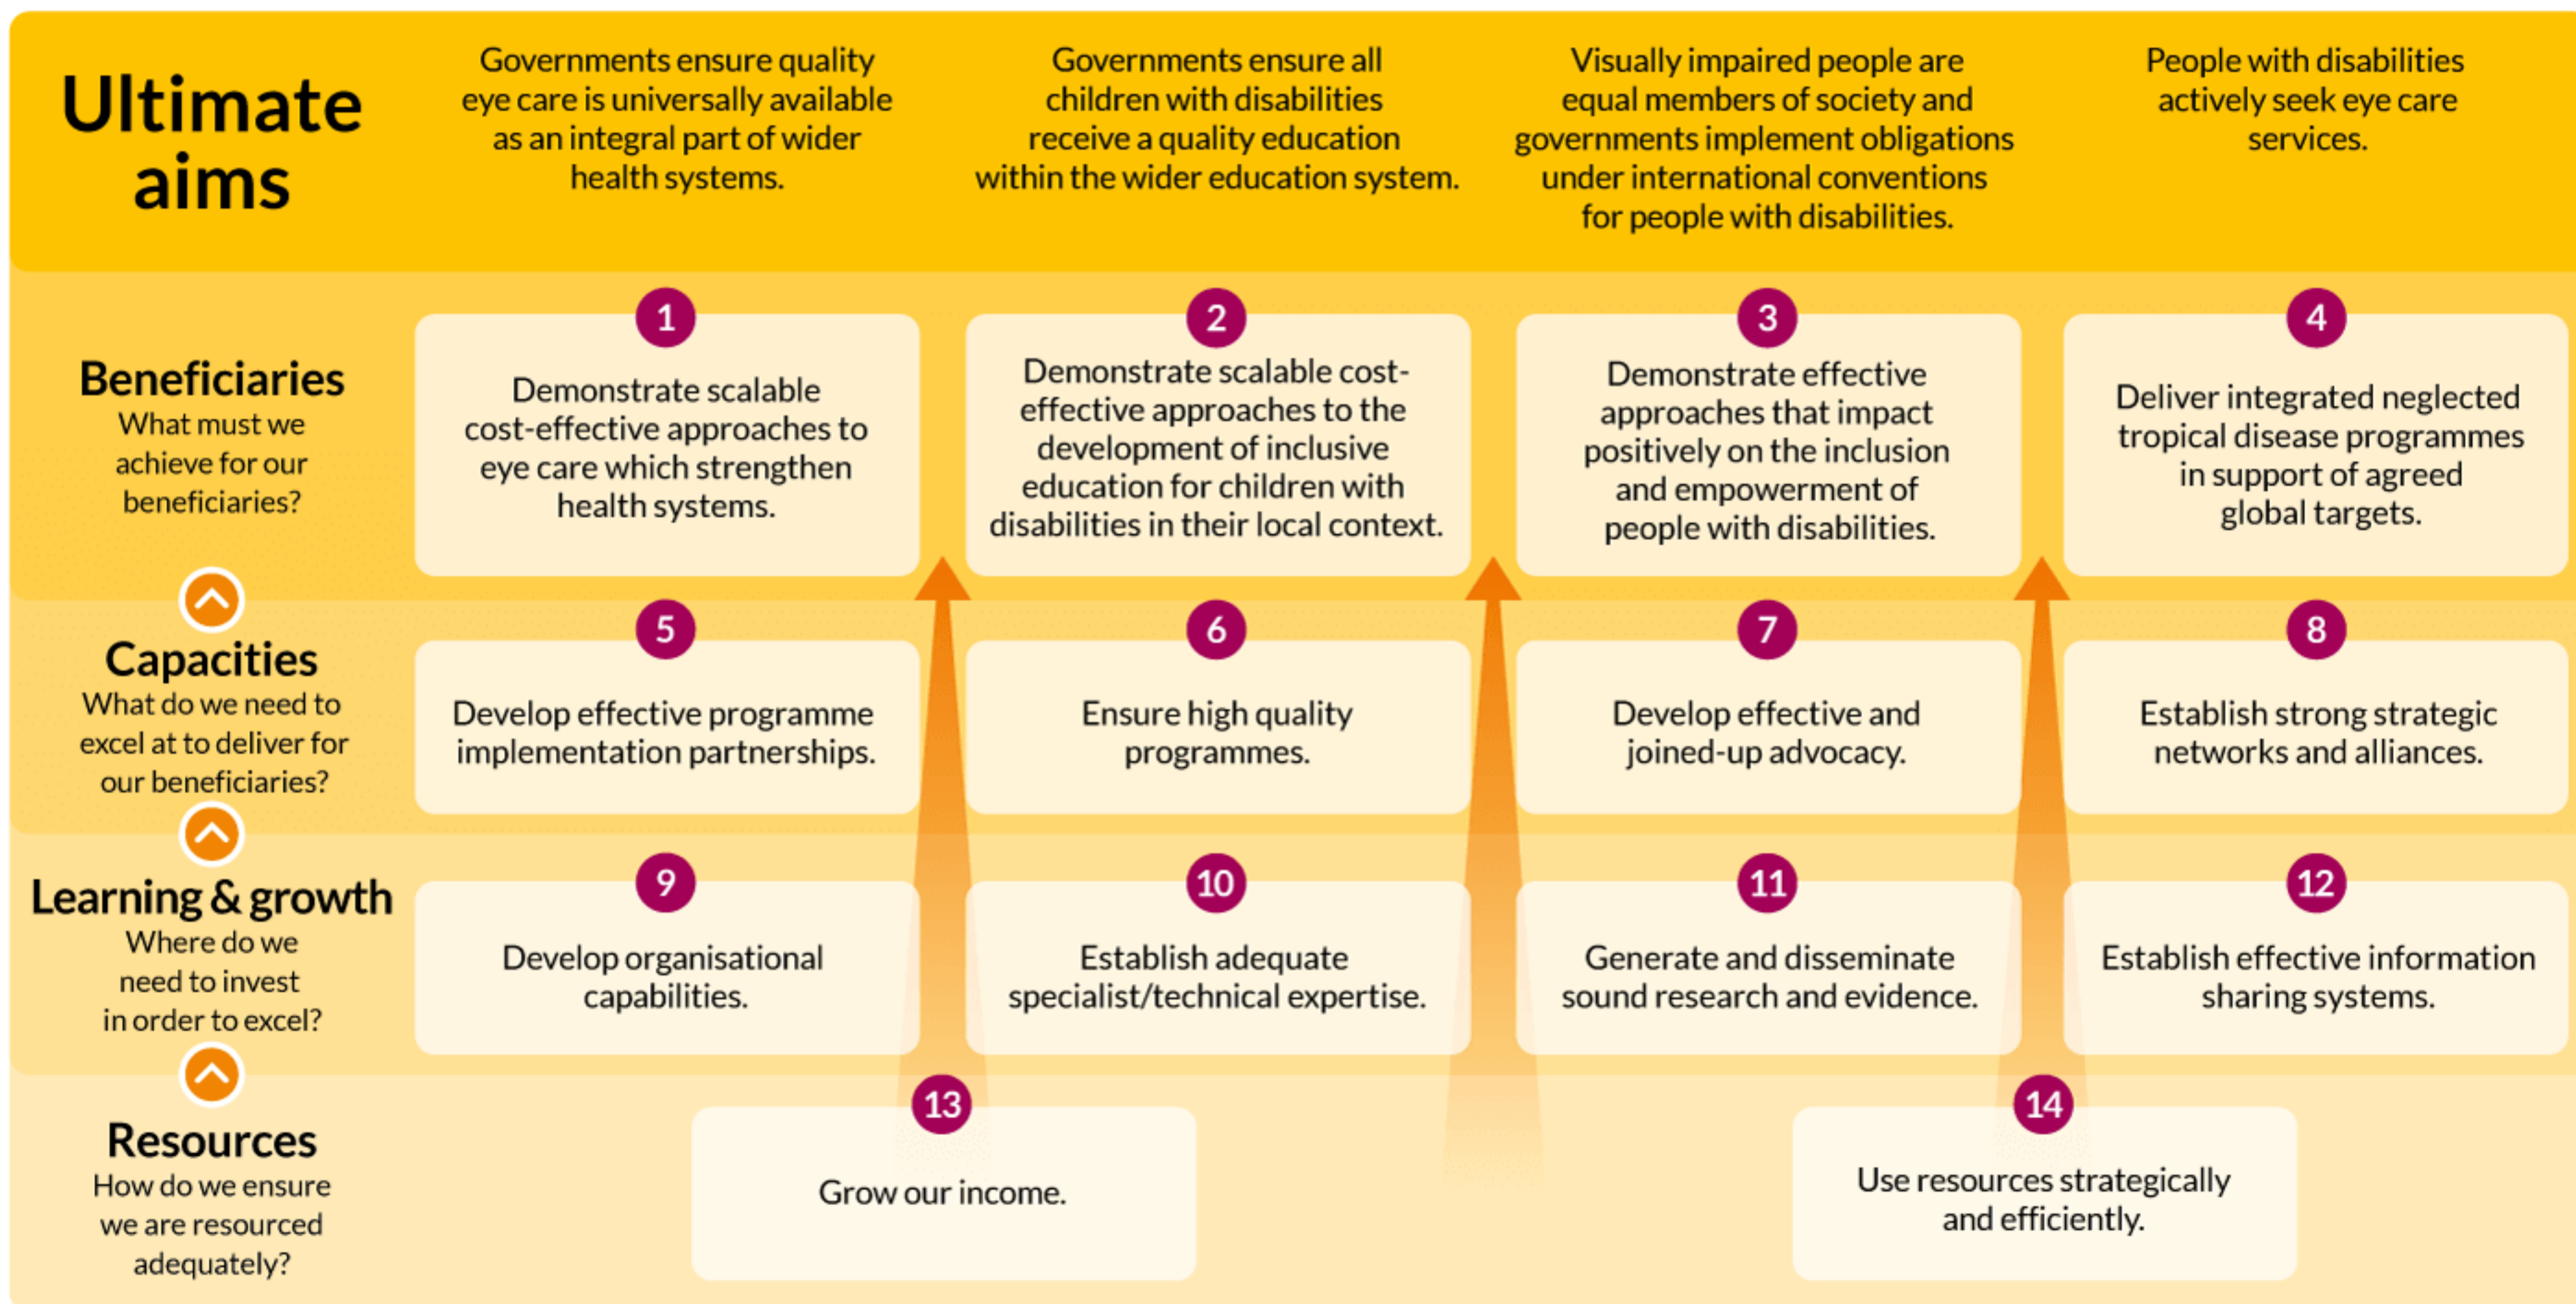 Ultimate
aims
Governments ensure quality
eye care is universally available
as an integral part of wider
health systems.
Governments ensure all
children with disabilities
receive a quality education
within the wider education system.
Visually impaired people are
equal members of society and
governments implement obligations
under international conventions
for people with disabilities.
People with disabilities
actively seek eye care
services.
Beneficiaries
What must we
achieve for our
beneficiaries?
1
Demonstrate scalable
cost-effective approaches to
eye care which strengthen
health systems.
2
Demonstrate scalable cost-
effective approaches to the
development of inclusive
education for children with
disabilities in their local context.
3
Demonstrate effective
approaches that impact
positively on the inclusion
and empowerment of
people with disabilities.
4
Deliver integrated neglected
tropical disease programmes
in support of agreed
global targets.
Capacities
What do we need to
excel at to deliver for
our beneficiaries?
5
Develop effective programme
implementation partnerships.
6
Ensure high quality
programmes.
7
Develop effective and
joined-up advocacy.
8
Establish strong strategic
networks and alliances.
Learning & growth
Where do we
need to invest
in order to excel?
9
Develop organisational
capabilities.
10
Establish adequate
specialist/technical expertise.
11
Generate and disseminate
sound research and evidence.
12
Establish effective information
sharing systems.
Resources
How do we ensure
we are resourced
adequately?
13
Grow our income.
14
Use resources strategically
and efficiently.